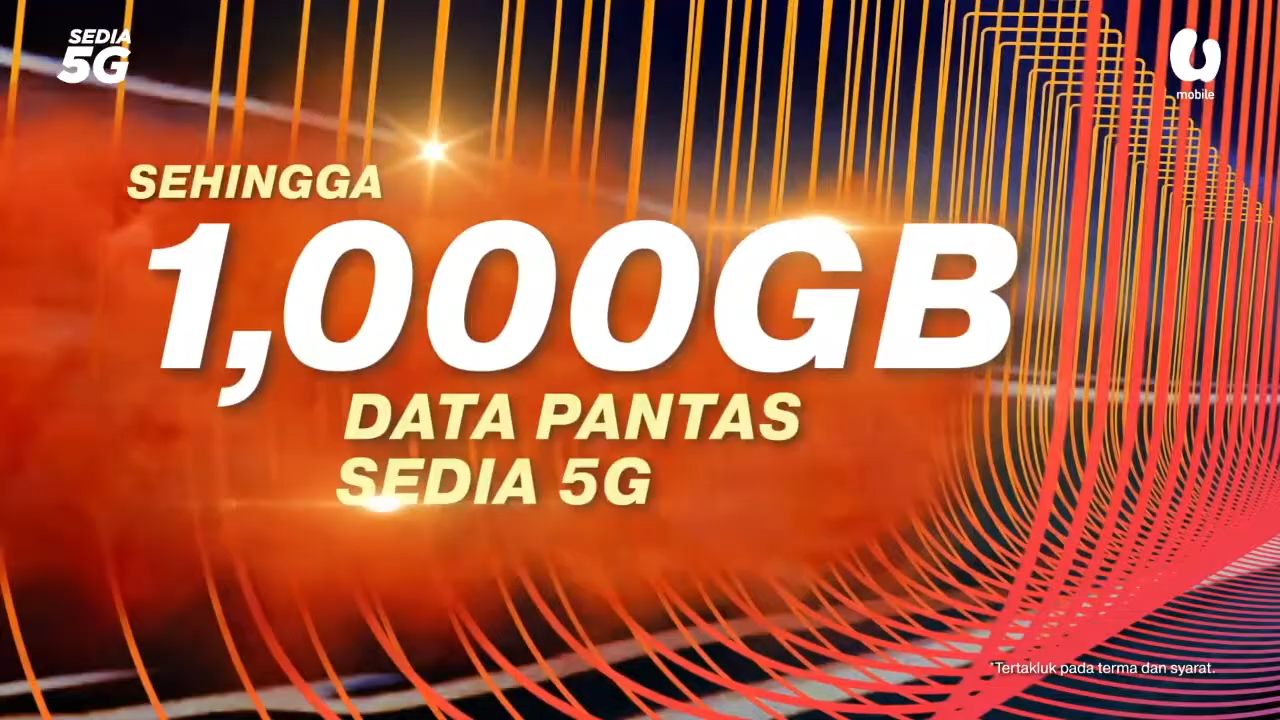 SEDIA
5G
mobile
SEHINGGA
1,000GB
DATA PANTAS
SEDIA 5G
*Tertakluk pada terma dan syarat.